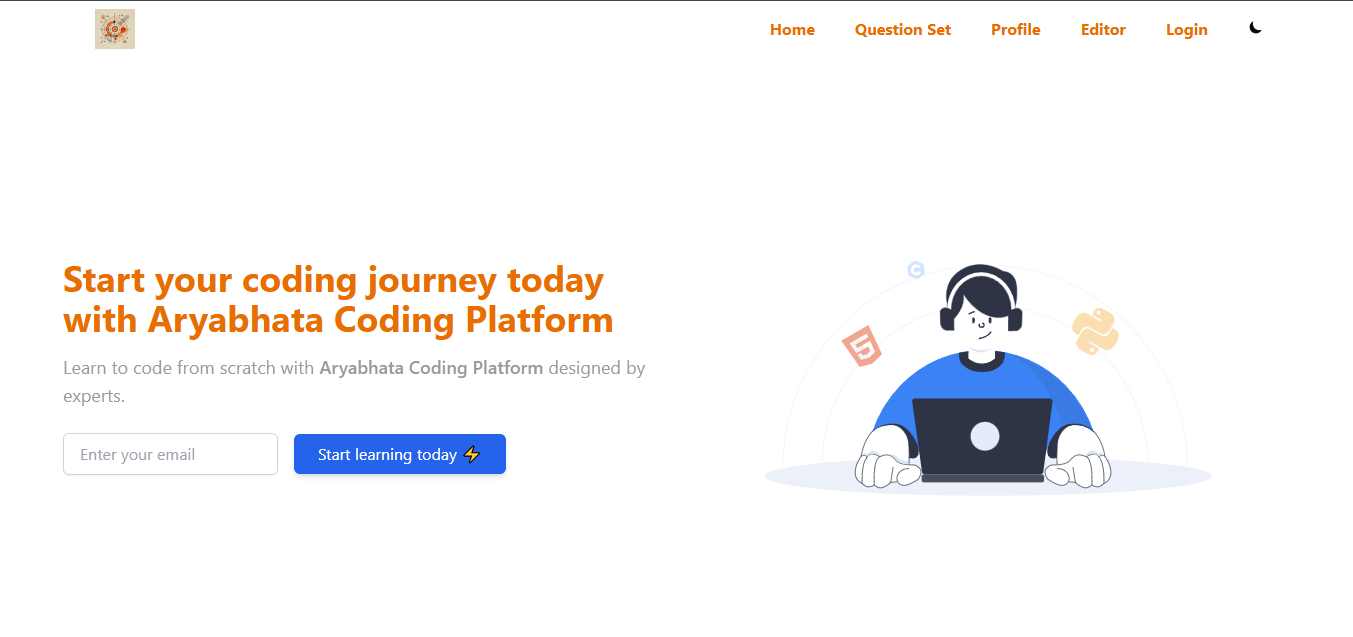 Home Question Set Profile Editor Login
Start your coding journey today
with Aryabhata Coding Platform
Learn to code from scratch with Aryabhata Coding Platform designed by
experts.
Enter your email
Start learning today ⚡